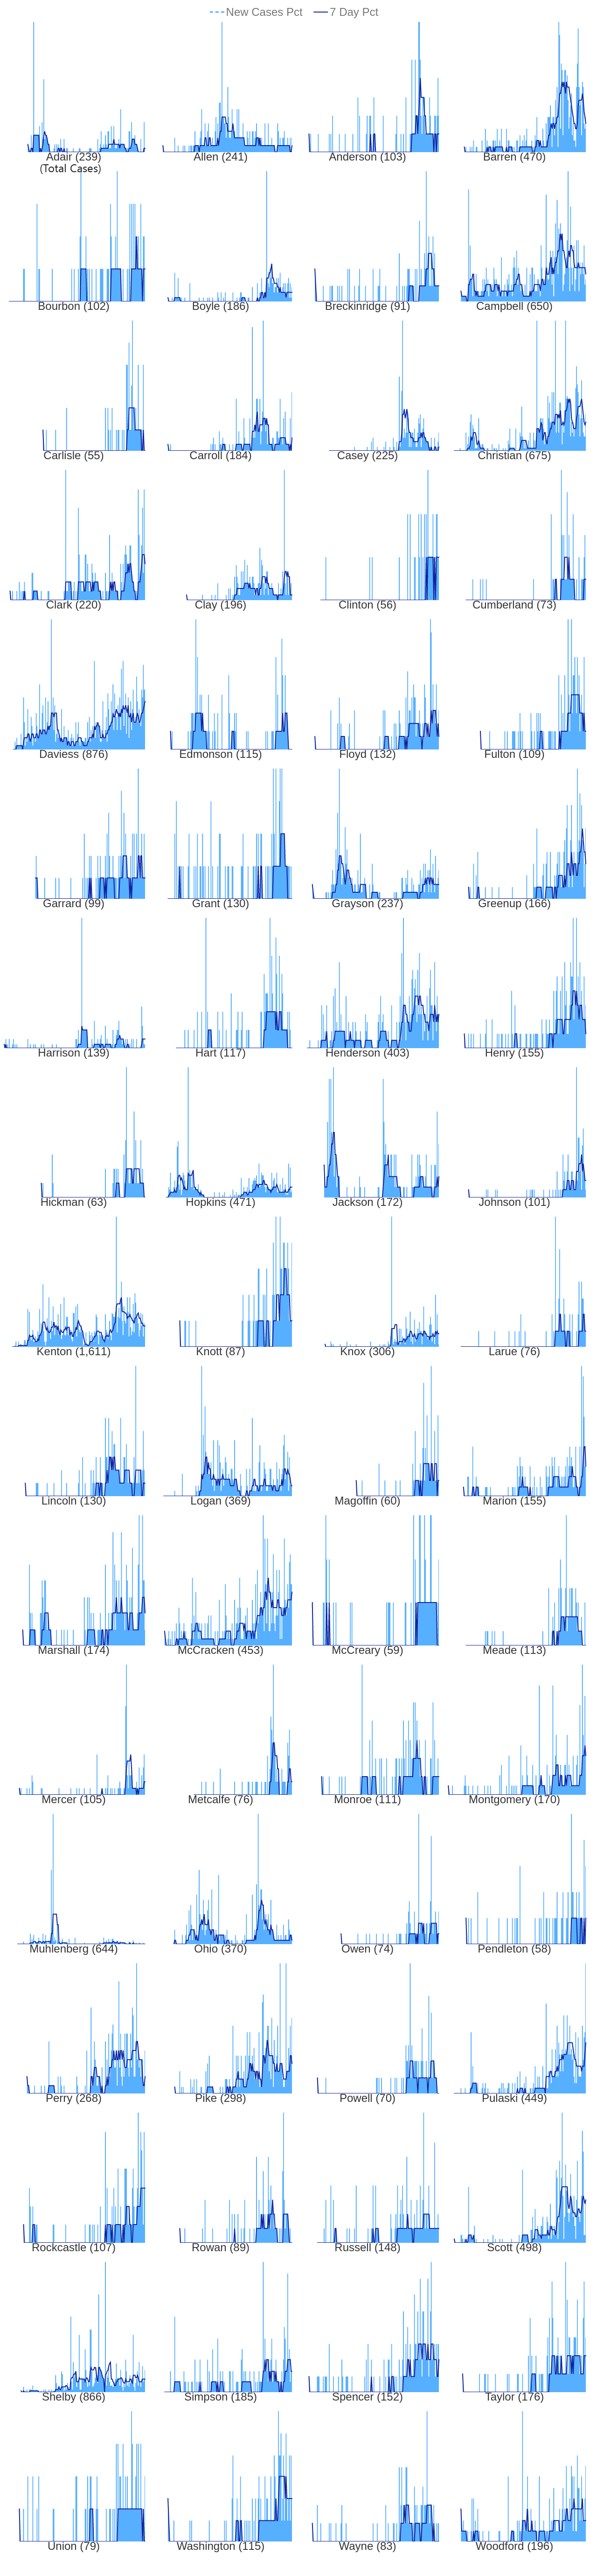 New Cases Pct 7 Day Pct
Adair (239) Allen (241) Anderson (103) Barren (470)
(Total Cases)
Bourbon (102) Boyle (186) Breckinridge (91) Campbell (650)
Carlisle (55) Carroll (184) Casey (225) Christian (675)
Clark (220) Clay (196) Clinton (56) Cumberland (73)
Daviess (876) Edmonson (115) Floyd (132) Fulton (109)
Garrard (99) Grant (130) Grayson (237) Greenup (166)
Harrison (139) Hart (117) Henderson (403) Henry (155)
Hickman (63) Hopkins (471) Jackson (172) Johnson (101)
Kenton (1,611) Knott (87) Knox (306) Larue (76)
Lincoln (130) Logan (369) Magoffin (60) Marion (155)
Marshall (174) McCracken (453) McCreary (59) Meade (113)
Mercer (105) Metcalfe (76) Monroe (111) Montgomery (170)
Muhlenberg (644) Ohio (370) Owen (74) Pendleton (58)
Perry (268) Pike (298) Powell (70) Pulaski (449)
Rockcastle (107) Rowan (89) Russell (148) Scott (498)
Shelby (866) Simpson (185) Spencer (152) Taylor (176)
Union (79) Washington (115) Wayne (83) Woodford (196)